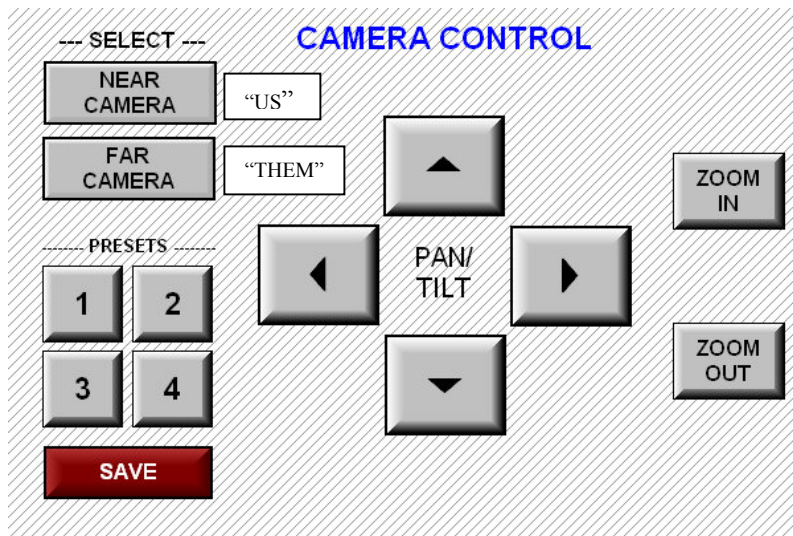 --- SELECT ---
CAMERA CONTROL
NEAR
CAMERA
“US”
FAR
CAMERA
“THEM”
ZOOM
IN
-------- PRESETS --------
PAN/
TILT
1 2
3 4
ZOOM
OUT
SAVE